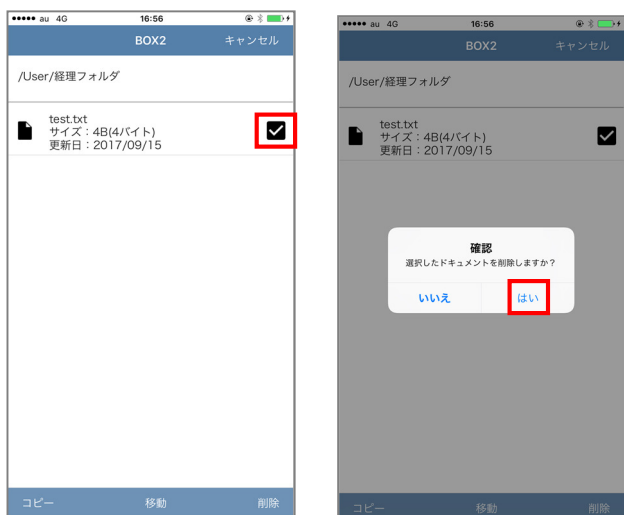 au 4G 16:56
BOX2 キャンセル
/User/経理フォルダ
test.txt
サイズ：4B(4バイト)
更新日：2017/09/15
コピー 移動 削除
au 4G 16:56
BOX2 キャンセル
/User/経理フォルダ
test.txt
サイズ：4B(4バイト)
更新日：2017/09/15
確認
選択したドキュメントを削除しますか？
いいえ はい
コピー 移動 削除